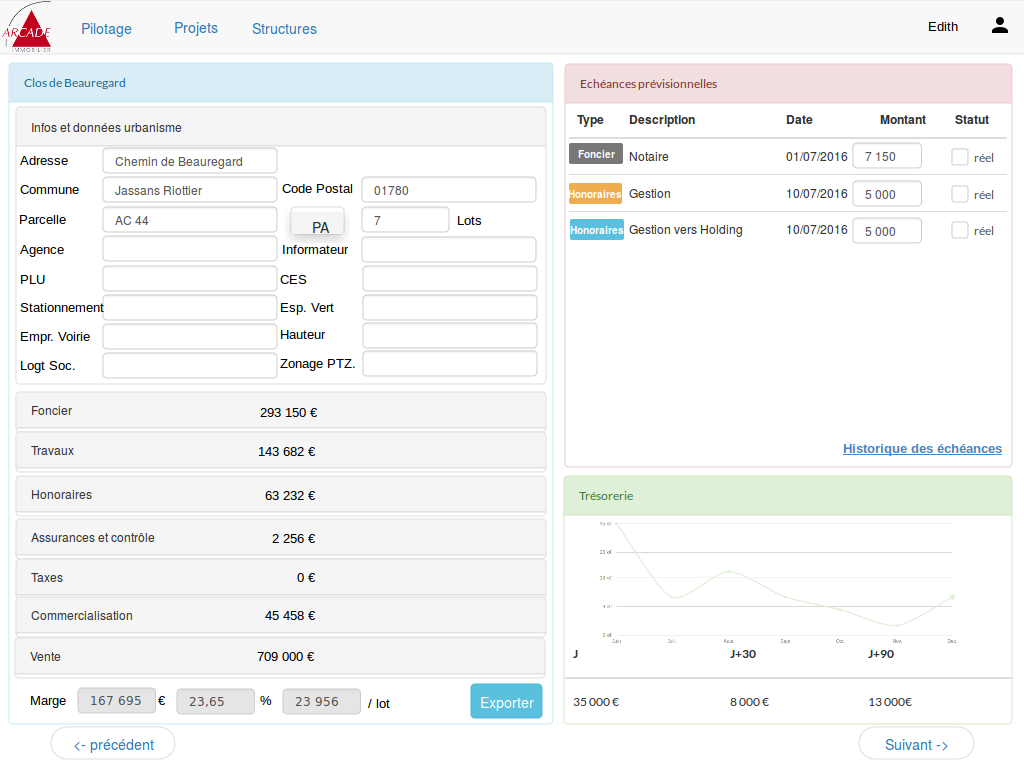 ARCADE
IMMOBILIER
Pilotage
Projets
Structures
Edith
Clos de Beauregard
Infos et données urbanisme
Adresse Chemin de Beauregard
Commune Jassans Riottier Code Postal 01780
Parcelle AC 44 PA 7 Lots
Agence Informateur
PLU CES
Stationnement Esp. Vert
Empr. Voirie Hauteur
Logt Soc. Zonage PTZ.
Foncier 293 150 €
Travaux 143 682 €
Honoraires 63 232 €
Assurances et contrôle 2 256 €
Taxes 0 €
Commercialisation 45 458 €
Vente 709 000 €
Marge 167 695 € 23,65 % 23 956 / lot
Exporter
<- précédent
Echéances prévisionnelles
Type Description Date Montant Statut
Foncier Notaire 01/07/2016 7 150 réel
Honoraires Gestion 10/07/2016 5 000 réel
Honoraires Gestion vers Holding 10/07/2016 5 000 réel
Historique des échéances
Trésorerie
Juin Juil. Aout Sept Oct. Nov. Dec.
J J+30 J+90
35 000 € 8 000 € 13 000€
Suivant ->